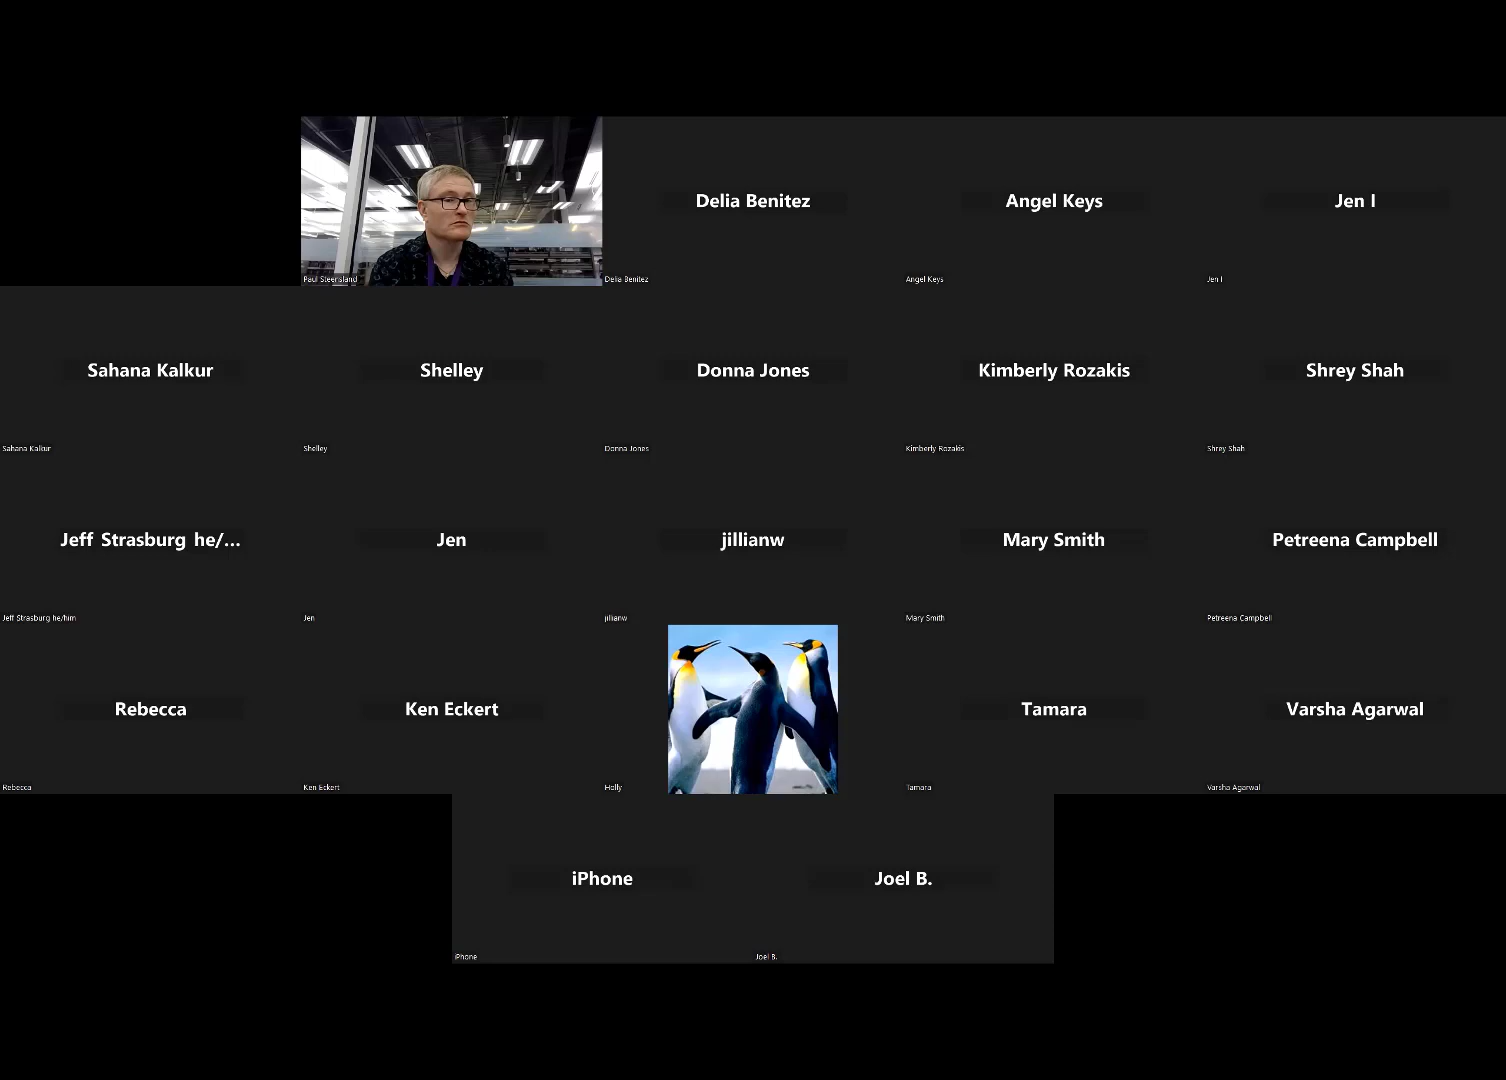 Paul Steensland
Delia Benitez
Delia Benitez
Angel Keys
Angel Keys
Jen I
Jen I
Sahana Kalkur
Sahana Kalkur
Shelley
Shelley
Donna Jones
Donna Jones
Kimberly Rozakis
Kimberly Rozakis
Shrey Shah
Shrey Shah
Jeff Strasburg he/...
Jeff Strasburg he/him
Jen
Jen
jillianw
jillianw
Mary Smith
Mary Smith
Petreena Campbell
Petreena Campbell
Rebecca
Rebecca
Ken Eckert
Ken Eckert
Holly
Tamara
Tamara
Varsha Agarwal
Varsha Agarwal
iPhone
iPhone
Joel B.
Joel B.